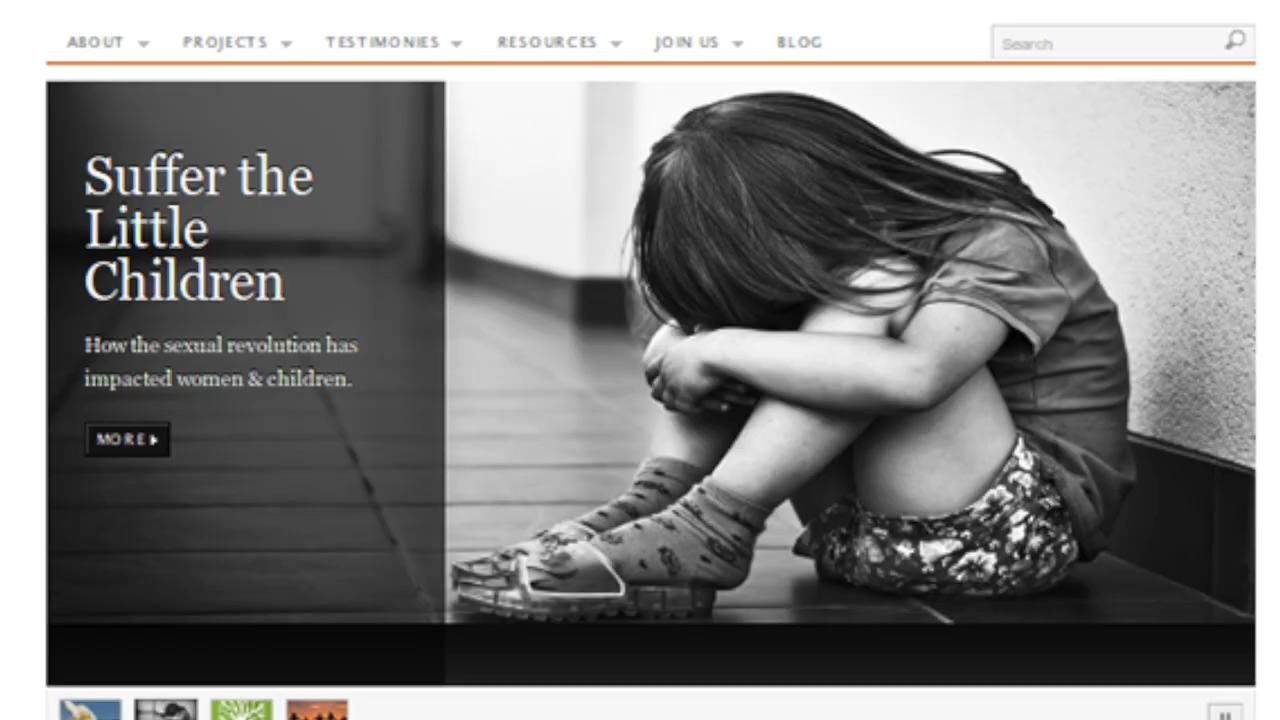 ABOUT PROJECTS TESTIMONIES RESOURCES JOIN US BLOG Search
Suffer the
Little
Children
How the sexual revolution has
impacted women & children.
MORE